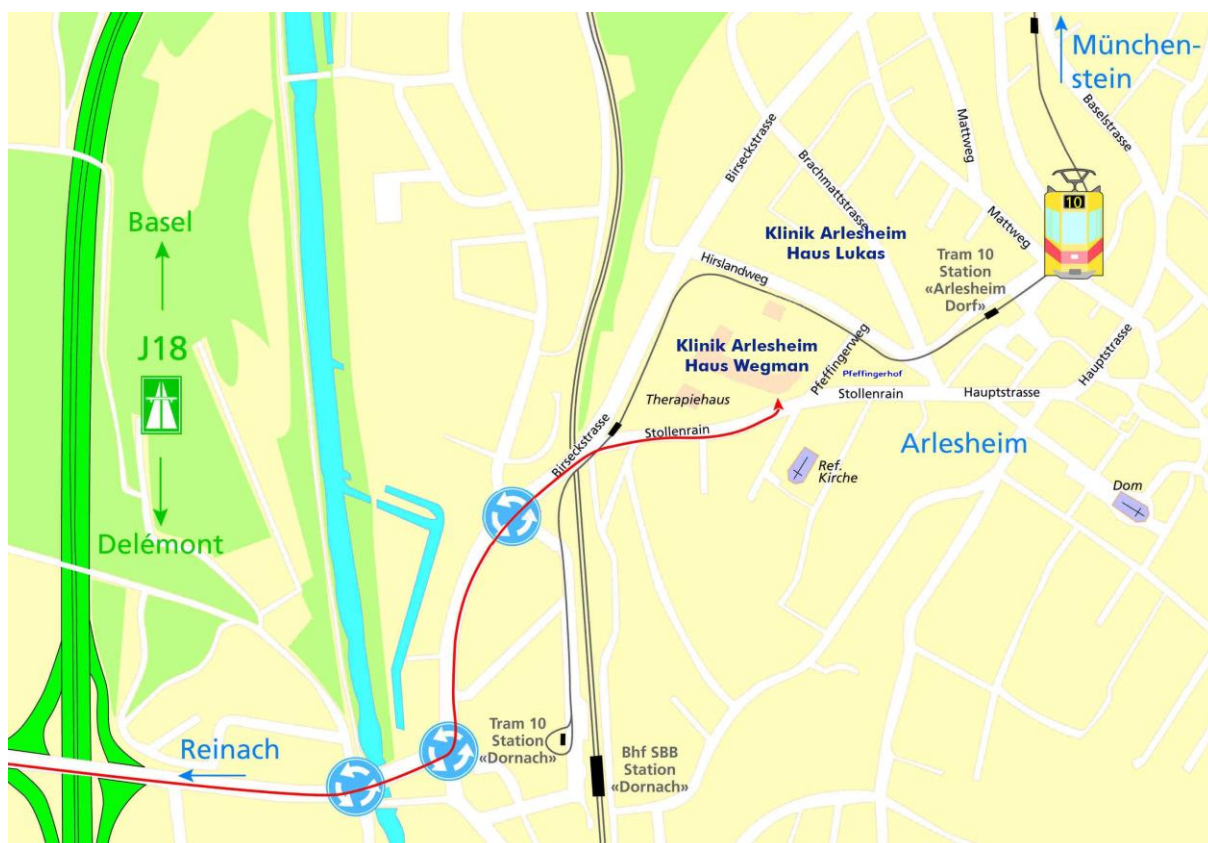 München-
stein
Baselstrasse
Mattweg
Birseckstrasse
Brachmattstrasse
10
Basel
Klinik Arlesheim
Haus Lukas
Mattweg
Tram 10
Station
«Arlesheim
Dorf»
Hirslandweg
J18
Klinik Arlesheim
Haus Wegman
Pfeffingerweg
Pfeffingerhof
Hauptstrasse
Therapiehaus
Stollenrain
Hauptstrasse
Birseckstrasse
Stollenrain
Arlesheim
Ref.
Kirche
Dom
Delémont
Reinach
Tram 10
Station
«Dornach»
Bhf SBB
Station
«Dornach»